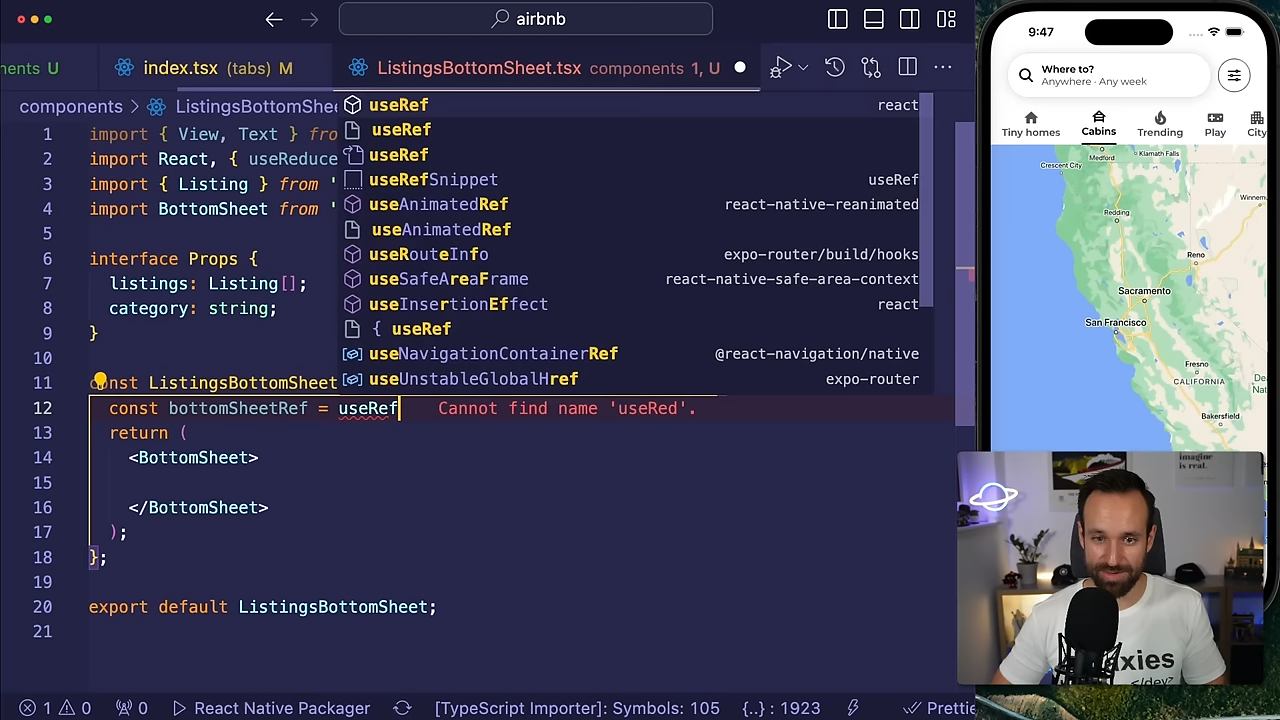 airbnb
nents U
index.tsx (tabs) M
ListingsBottomSheet.tsx components 1, U
components > ListingsBottomShee
1 import { View, Text } fro
2 import React, { useReduce
3 import { Listing } from '
4 import BottomSheet from '
5
6 interface Props {
7 listings: Listing[];
8 category: string;
9 }
10
11 const ListingsBottomSheet
12 const bottomSheetRef = useRef Cannot find name 'useRed'.
13 return (
14 <BottomSheet>
15
16 </BottomSheet>
17 );
18 };
19
20 export default ListingsBottomSheet;
21
useRef react
useRef
useRef
useRefSnippet useRef
useAnimatedRef react-native-reanimated
useAnimatedRef
useRouteInfo expo-router/build/hooks
useSafeAreaFrame react-native-safe-area-context
useInsertionEffect react
{ useRef
useNavigationContainerRef @react-navigation/native
useUnstableGlobalHref expo-router
1 0 0 React Native Packager [TypeScript Importer]: Symbols: 105 {..} : 1923 Prettie
9:47
Where to?
Anywhere · Any week
Tiny homes Cabins Trending Play City
Crescent City
Medford
Klamath Falls
Redding
Winnem
Reno
Sacramento
San Francisco
Fresno
CALIFORNIA
De
Nat
Bakersfield
imagine
is real.
axies
</dev>